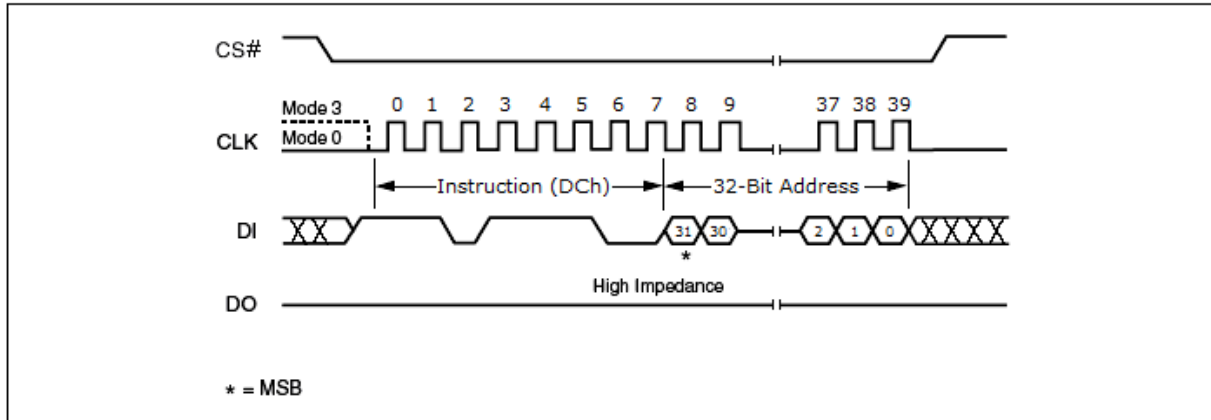 CS#
Mode 3
0 1 2 3 4 5 6 7 8 9 37 38 39
CLK
Mode 0
Instruction (DCh) 32-Bit Address
DI
31 30 2 1 0
*
High Impedance
DO
* = MSB